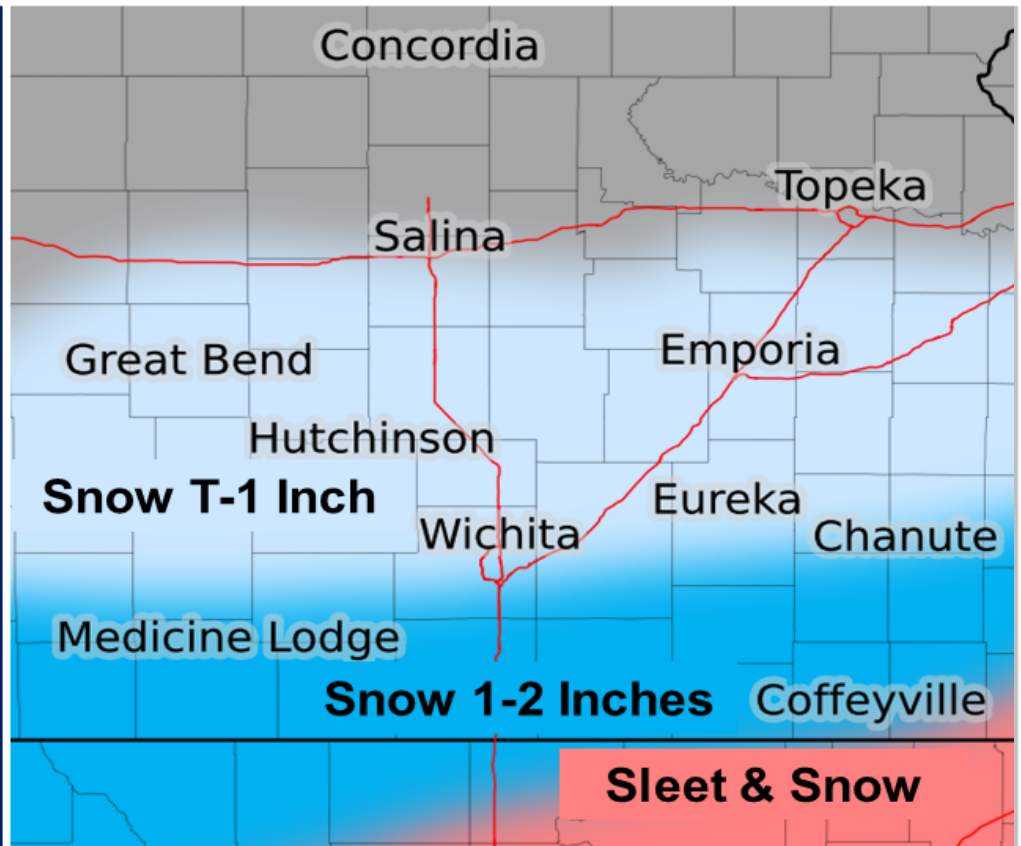 Concordia
Topeka
Salina
Great Bend
Emporia
Hutchinson
Snow T-1 Inch
Eureka
Wichita
Chanute
Medicine Lodge
Snow 1-2 Inches
Coffeyville
Sleet & Snow